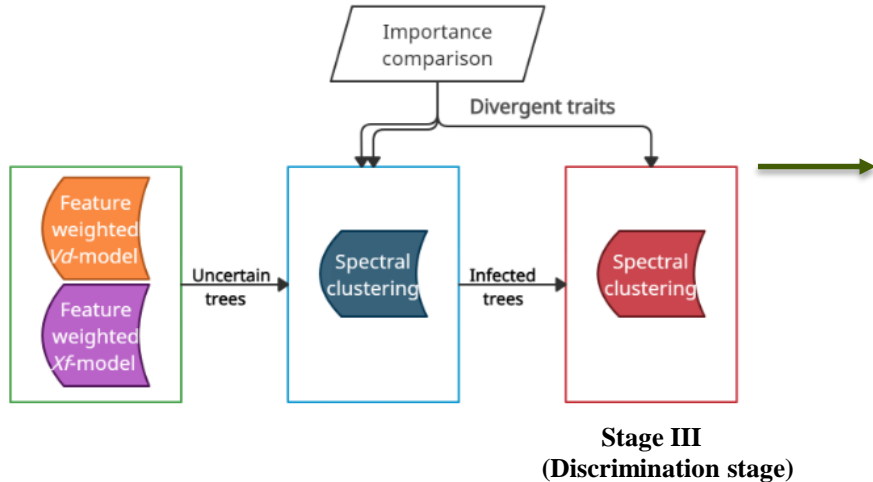 Importance
comparison
Divergent traits
Feature
weighted
Vd-model
Feature
weighted
Xf-model
Uncertain
trees
Spectral
clustering
Infected
trees
Spectral
clustering
Stage III
(Discrimination stage)